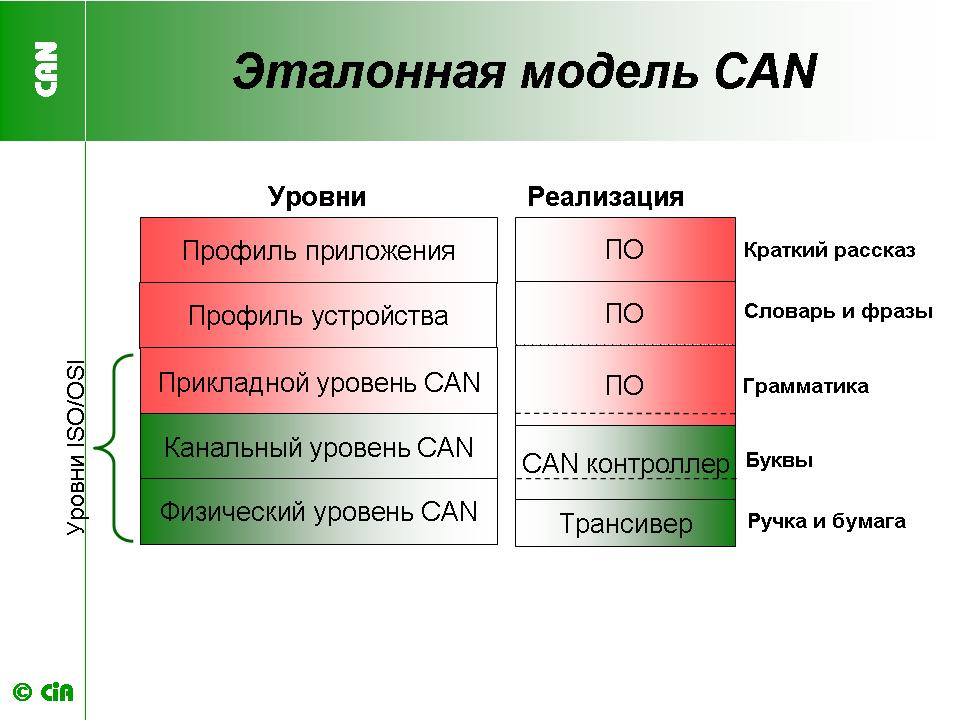 CAN
Эталонная модель CAN
Уровни
Реализация
Профиль приложения
ПО
Краткий рассказ
Профиль устройства
ПО
Словарь и фразы
Уровни ISO/OSI
Прикладной уровень CAN
ПО
Грамматика
Канальный уровень CAN
CAN контроллер
Буквы
Физический уровень CAN
Трансивер
Ручка и бумага
© CiA